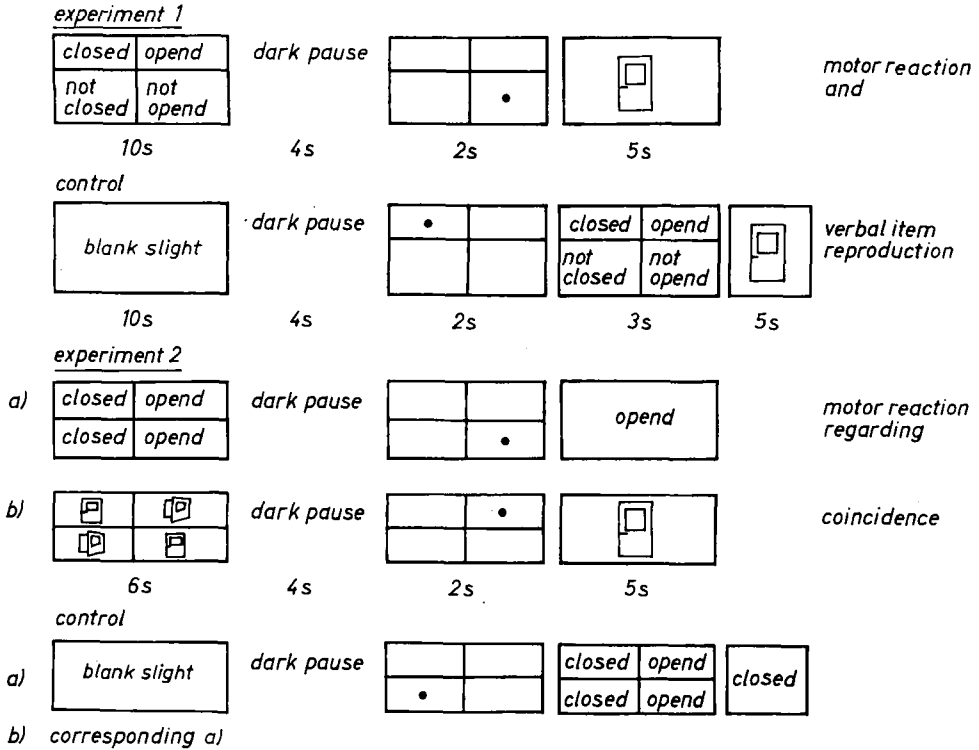 experiment 1
closed opend dark pause motor reaction
not not and
closed opend
10s 4s 2s 5s
control
blank slight dark pause closed opend verbal item
not not reproduction
closed opend
10s 4s 2s 3s 5s
experiment 2
a) closed opend dark pause opend motor reaction
closed opend regarding
b) dark pause coincidence
6s 4s 2s 5s
control
a) blank slight dark pause closed opend closed
closed opend
b) corresponding a)